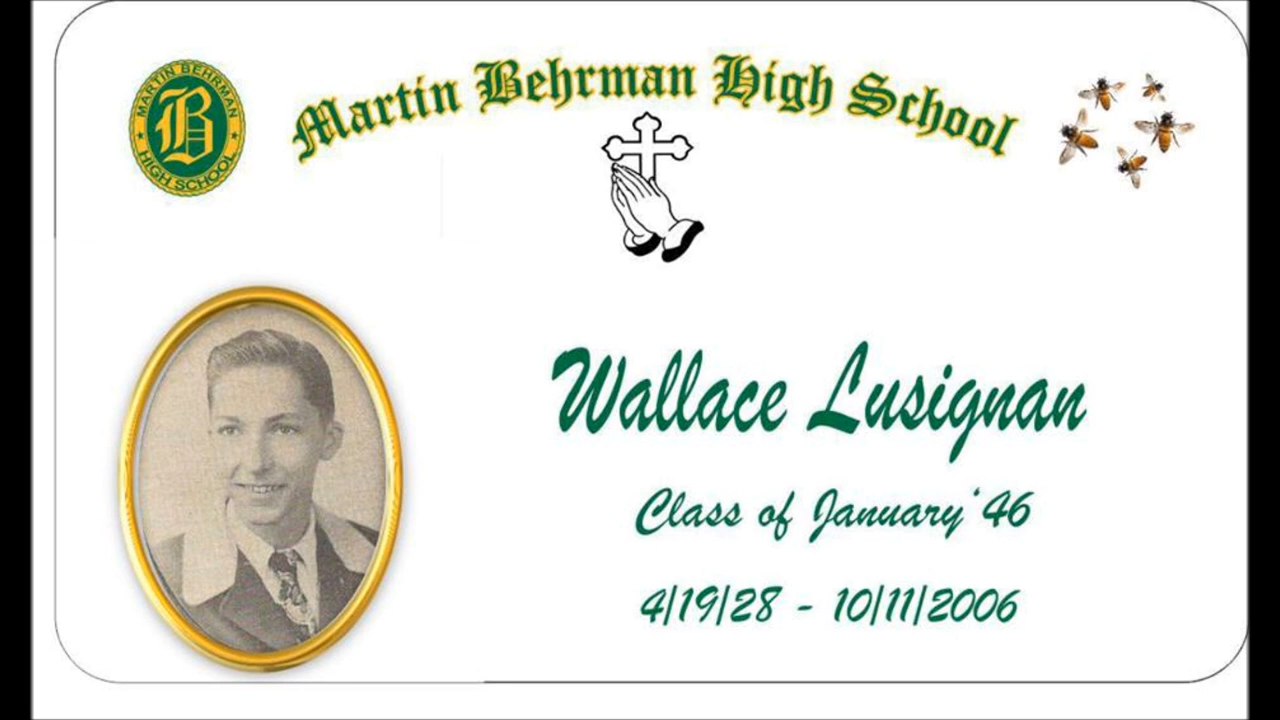 Martin Behrman High School
MARTIN BEHRMAN
B
HIGH SCHOOL
Wallace Lusignan
Class of January '46
4/19/28 - 10/11/2006